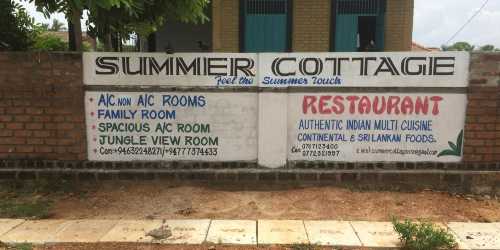 SUMMER COTTAGE
Feel the Summer Touch
A/C NON A/C ROOMS
FAMILY ROOM
SPACIOUS A/C ROOM
JUNGLE VIEW ROOM
RESTAURANT
AUTHENTIC INDIAN MULTI CUISINE
CONTINENTAL & SRI LANKAN FOODS.
0767123400